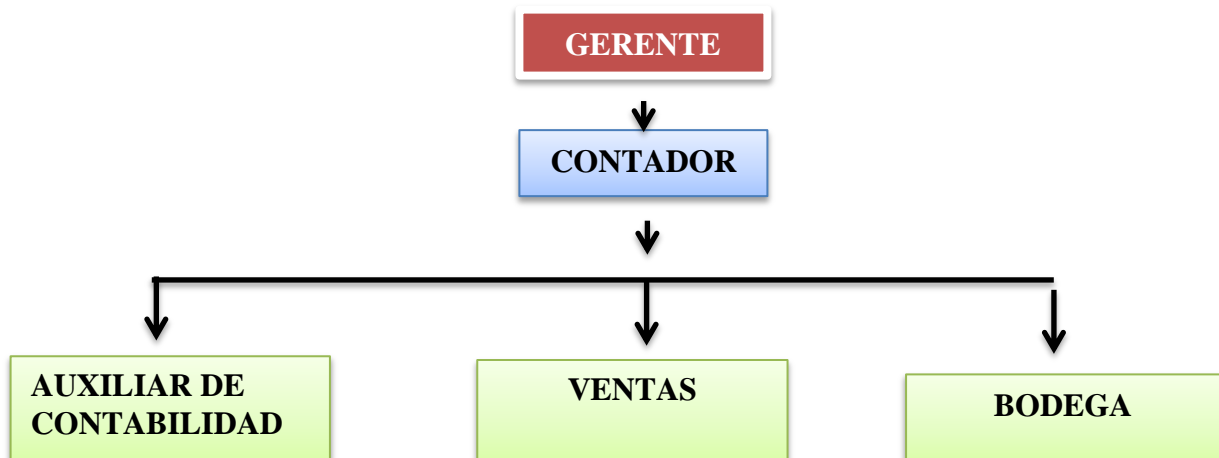 GERENTE
CONTADOR
AUXILIAR DE
CONTABILIDAD
VENTAS
BODEGA